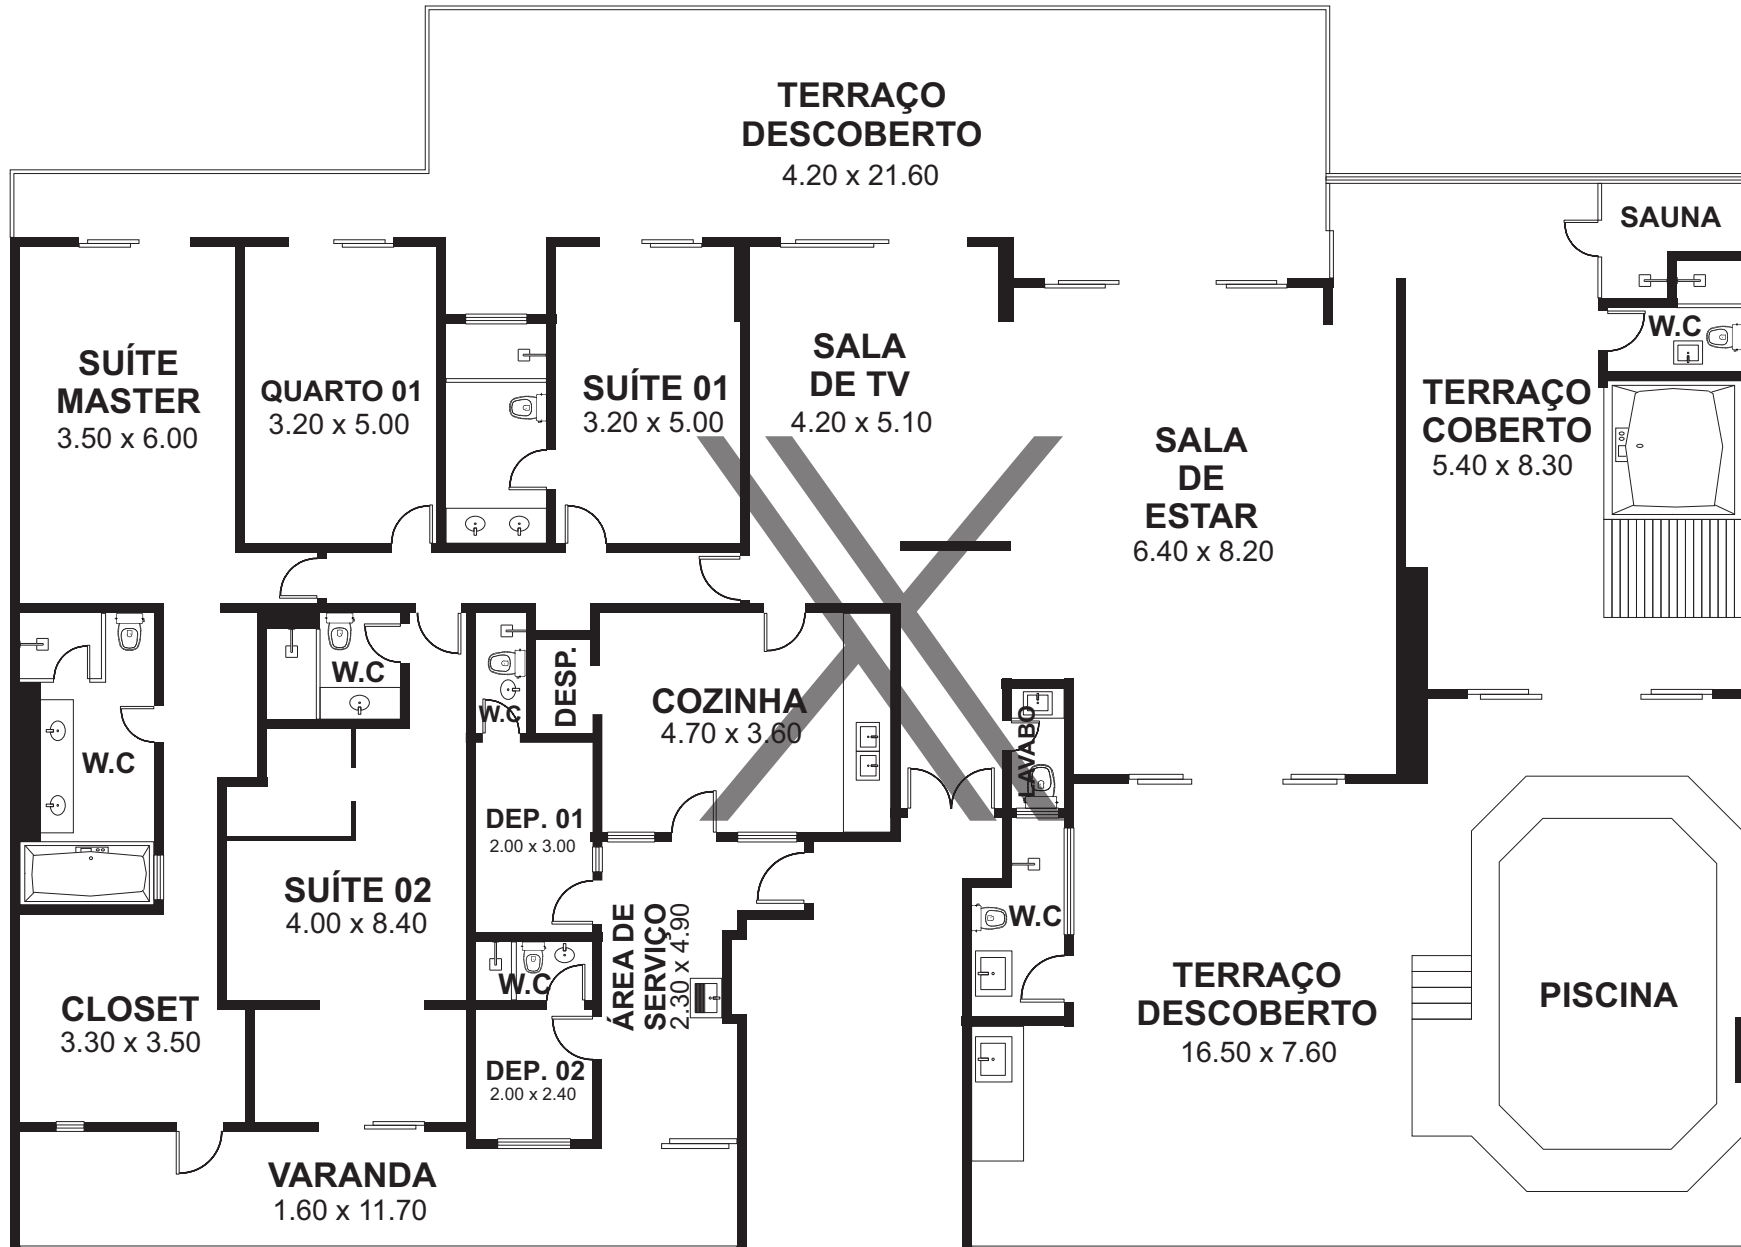 TERRAÇO
DESCOBERTO
4.20 x 21.60
SAUNA
W.C
SUÍTE
MASTER
3.50 x 6.00
QUARTO 01
3.20 x 5.00
SUÍTE 01
3.20 x 5.00
SALA
DE TV
4.20 x 5.10
SALA
DE
ESTAR
6.40 x 8.20
TERRAÇO
COBERTO
5.40 x 8.30
W.C
W.C
W.C
DESP.
COZINHA
4.70 x 3.60
LAVABO
DEP. 01
2.00 x 3.00
SUÍTE 02
4.00 x 8.40
ÁREA DE
SERVIÇO
2.30 x 4.90
W.C
W.C
CLOSET
3.30 x 3.50
DEP. 02
2.00 x 2.40
TERRAÇO
DESCOBERTO
16.50 x 7.60
PISCINA
VARANDA
1.60 x 11.70